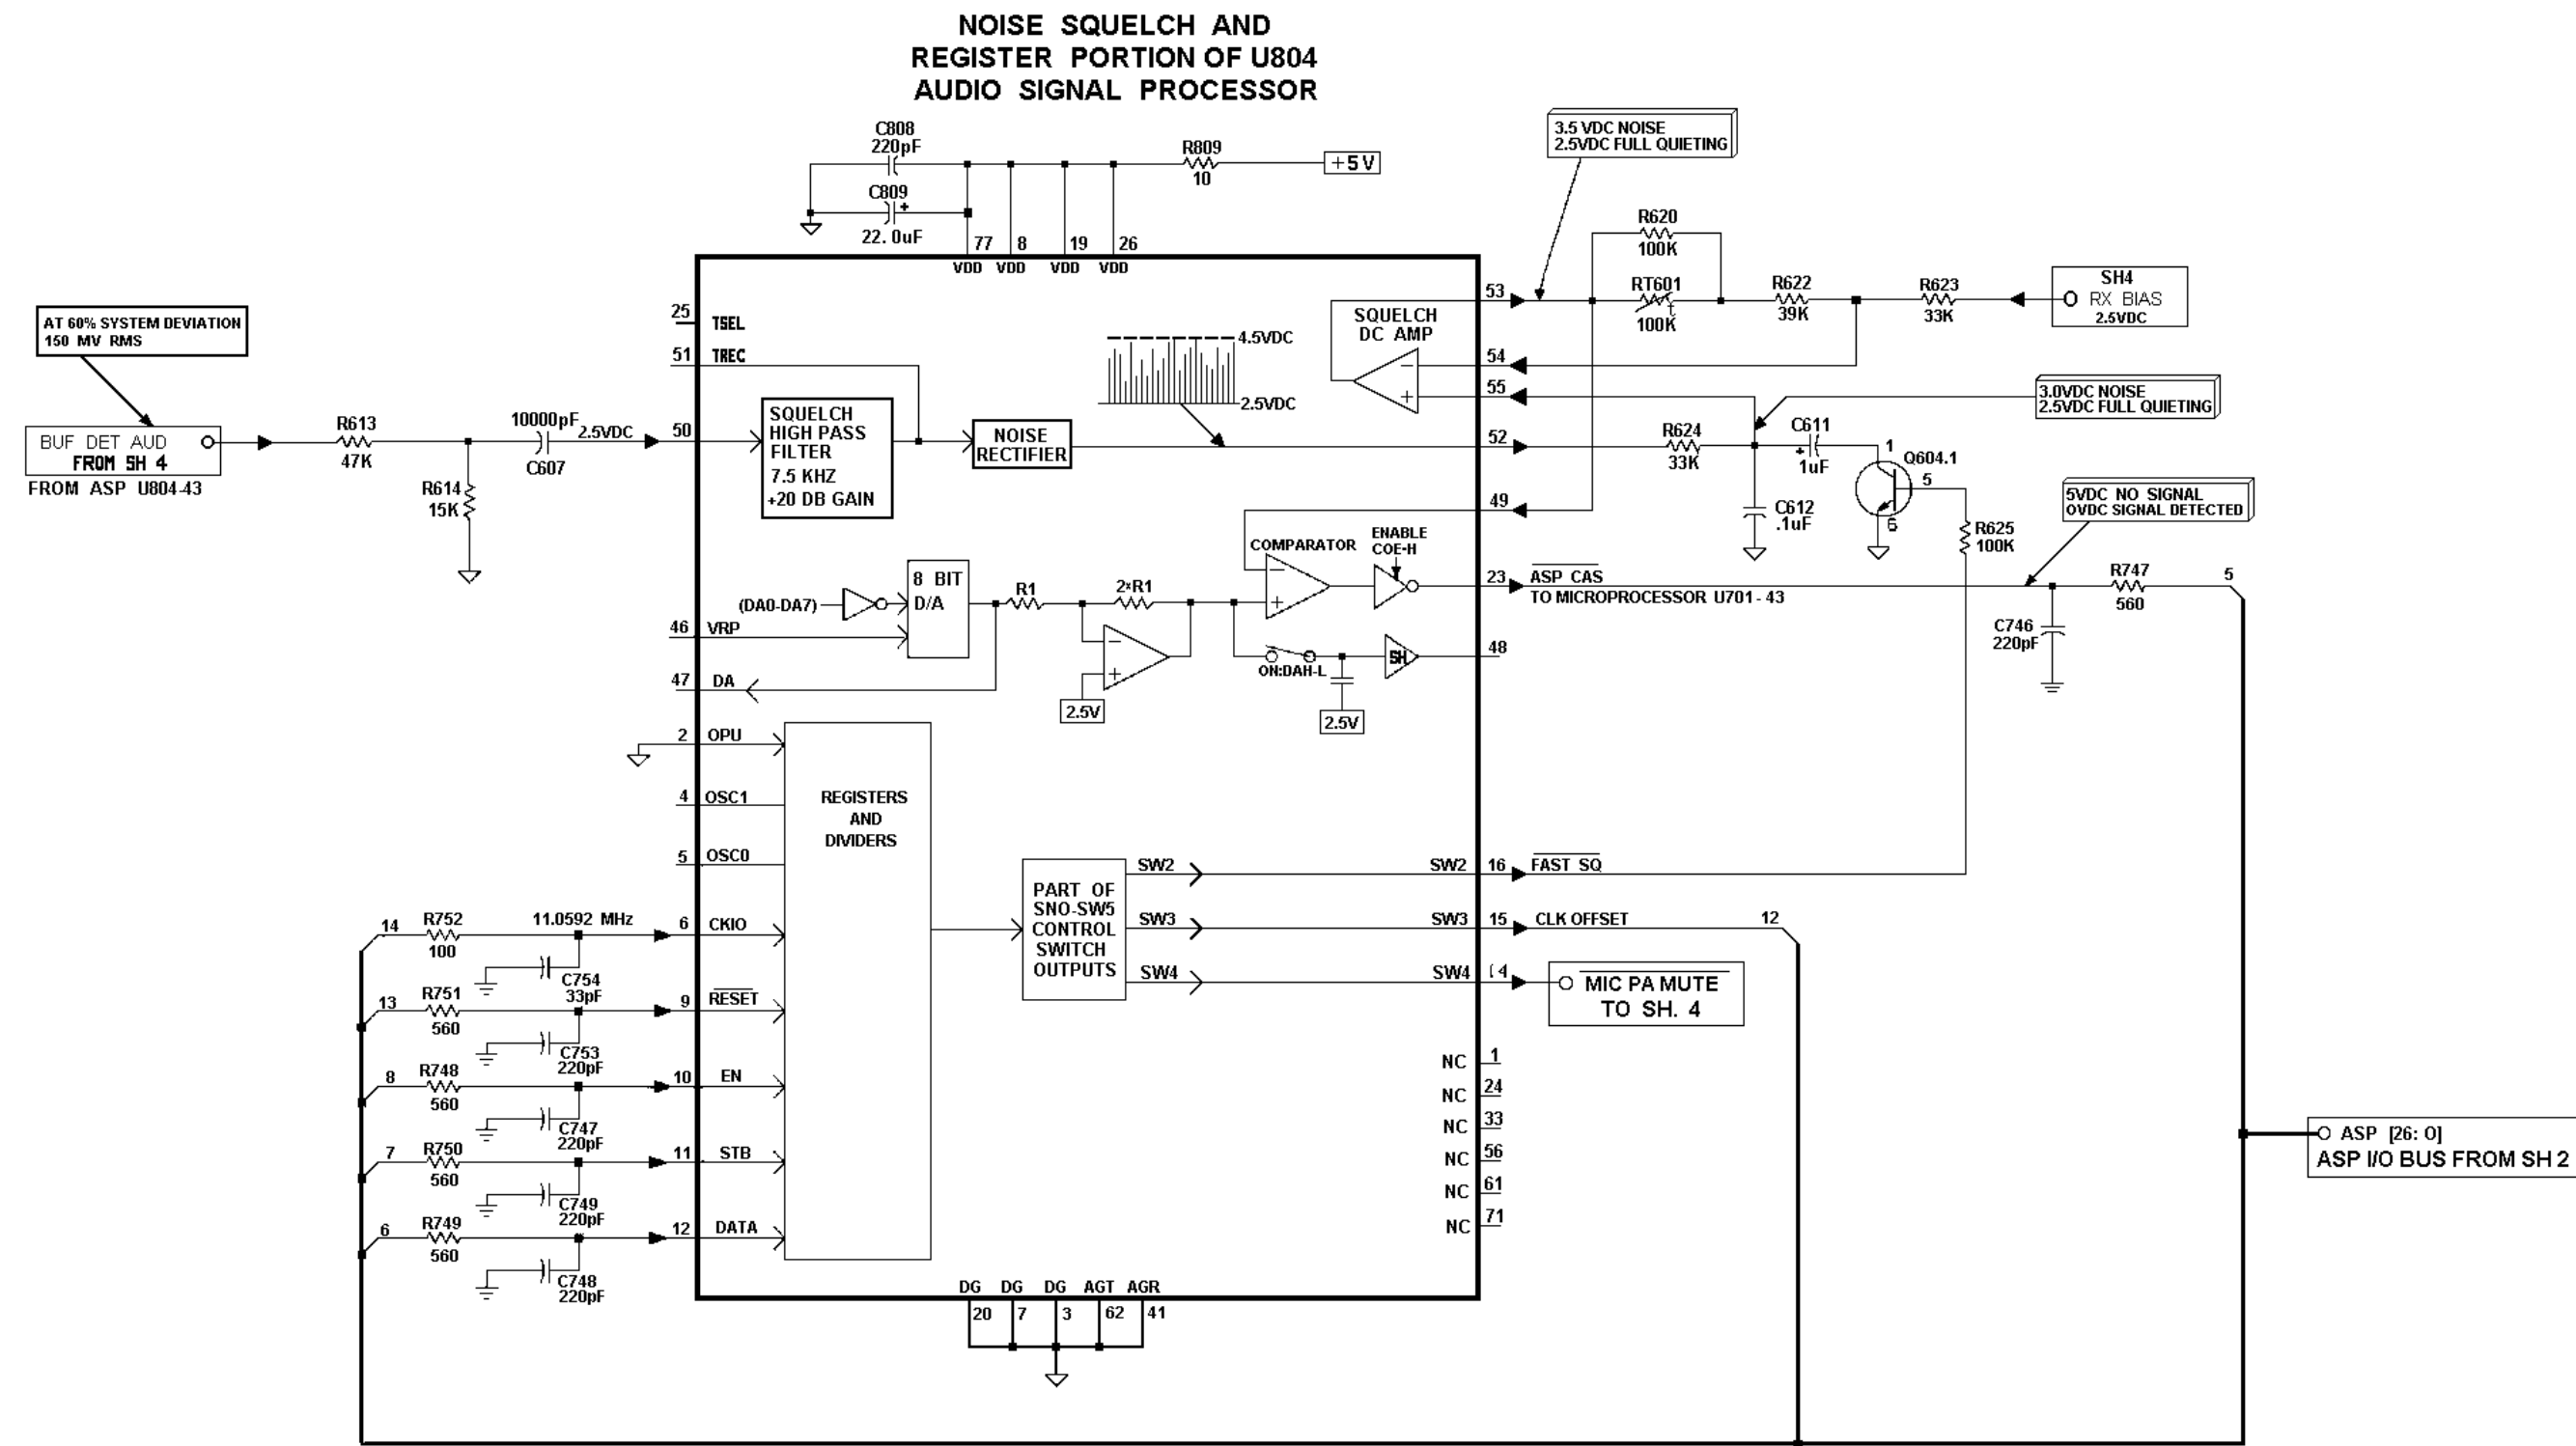 NOISE SQUELCH AND
REGISTER PORTION OF U804
AUDIO SIGNAL PROCESSOR
C808
220pF
C809
22.0uF
R809
10
+5V
77
8
19
26
VDD
VDD
VDD
VDD
3.5 VDC NOISE
2.5VDC FULL QUIETING
AT 60% SYSTEM DEVIATION
150 MV RMS
BUF DET AUD
FROM SH 4
FROM ASP U804-43
R613
47K
R614
15K
10000pF
C607
2.5VDC
25
TSEL
51
TREC
50
SQUELCH
HIGH PASS
FILTER
7.5 KHZ
+20 DB GAIN
NOISE
RECTIFIER
4.5VDC
2.5VDC
SQUELCH
DC AMP
−
+
53
54
55
52
49
R620
100K
RT601
t
100K
R622
39K
R623
33K
SH4
RX BIAS
2.5VDC
3.0VDC NOISE
2.5VDC FULL QUIETING
R624
33K
C611
+
1uF
C612
.1uF
1
Q604.1
5
6
R625
100K
5VDC NO SIGNAL
0VDC SIGNAL DETECTED
(DA0-DA7)
8 BIT
D/A
R1
2*R1
−
+
2.5V
COMPARATOR
−
+
ENABLE
COE-H
ON:DAH-L
SH
2.5V
23
ASP CAS
TO MICROPROCESSOR U701-43
48
R747
560
5
C746
220pF
46
VRP
47
DA
2
OPU
4
OSC1
5
OSC0
REGISTERS
AND
DIVIDERS
PART OF
SNO-SW5
CONTROL
SWITCH
OUTPUTS
SW2
SW2
16
FAST SQ
SW3
SW3
15
CLK OFFSET
12
SW4
SW4
14
MIC PA MUTE
TO SH. 4
14
R752
100
11.0592 MHz
6
CKIO
C754
33pF
13
R751
560
9
RESET
C753
220pF
8
R748
560
10
EN
C747
220pF
7
R750
560
11
STB
C749
220pF
6
R749
560
12
DATA
C748
220pF
NC
1
NC
24
NC
33
NC
56
NC
61
NC
71
ASP [26: 0]
ASP I/O BUS FROM SH 2
DG
DG
DG
AGT
AGR
20
7
3
62
41